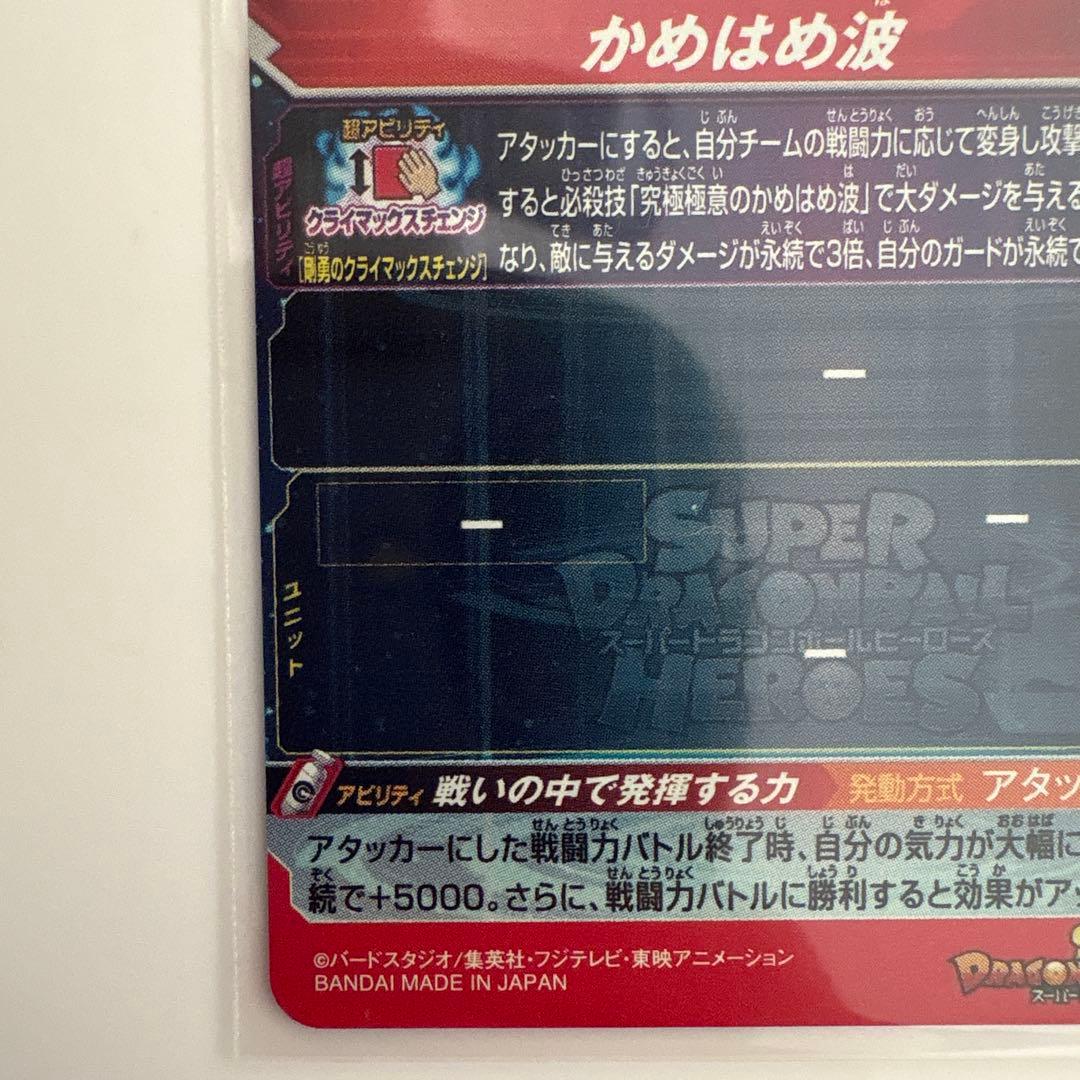 かめはめ波
超アビリティ
超アビリティ
クライマックスチェンジ
[剛勇のクライマックスチェンジ]
アタッカーにすると、自分チームの戦闘力に応じて変身し攻撃
すると必殺技「究極極意のかめはめ波」で大ダメージを与える
なり、敵に与えるダメージが永続で3倍、自分のガードが永続で
ー
ユニット
ー
ー
ー
SUPER
DRAGONBALL
スーパードラゴンボールヒーローズ
HEROES
アビリティ 戦いの中で発揮する力 発動方式 アタッ
アタッカーにした戦闘力バトル終了時、自分の気力が大幅に
続で+5000。さらに、戦闘力バトルに勝利すると効果がアッ
©バードスタジオ/集英社・フジテレビ・東映アニメーション
BANDAI MADE IN JAPAN
DRAGON
スーパー